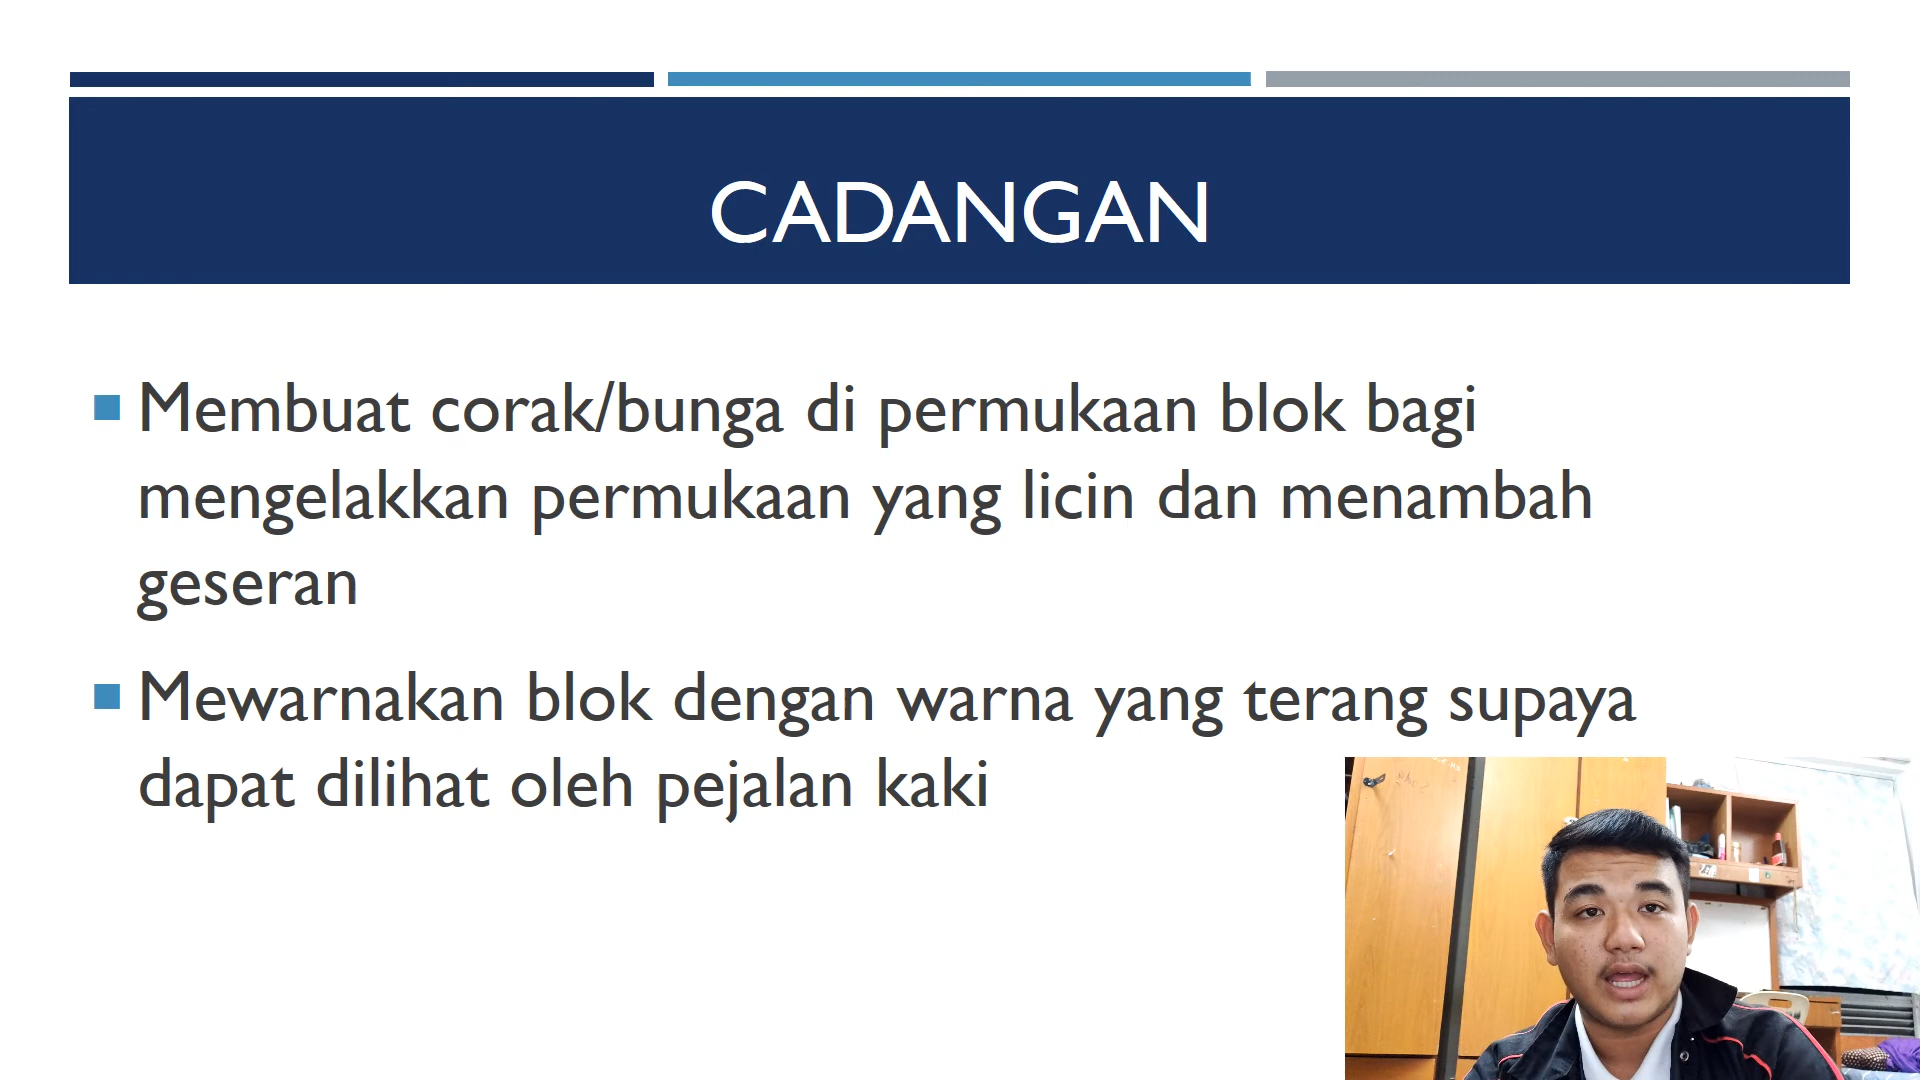 CADANGAN
Membuat corak/bunga di permukaan blok bagi
mengelakkan permukaan yang licin dan menambah
geseran
Mewarnakan blok dengan warna yang terang supaya
dapat dilihat oleh pejalan kaki